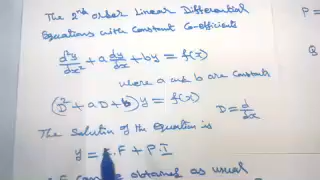 The 2nd order Linear Differential
Equations with Constant Coefficients
d²y/dx² + a dy/dx + by = f(x)
where a and b are constants
(D² + aD + b) y = f(x) D = d/dx
The Solution of the Equation is
y = C.F + P.I
C.F can be obtained as usual
P
Q